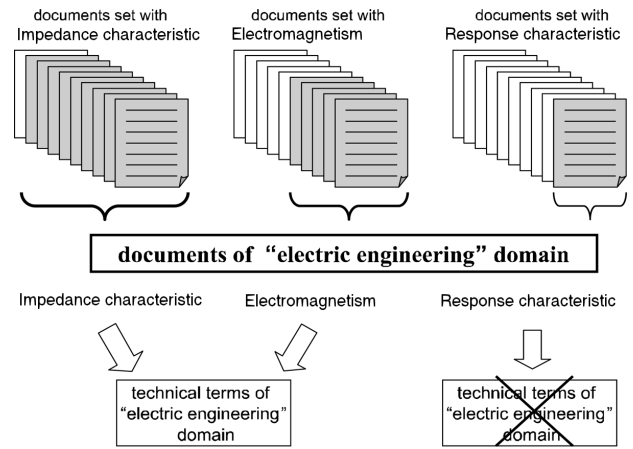 documents set with
Impedance characteristic
documents set with
Electromagnetism
documents set with
Response characteristic
documents of “electric engineering” domain
Impedance characteristic
Electromagnetism
Response characteristic
technical terms of
“electric engineering”
domain
technical terms of
“electric engineering”
domain